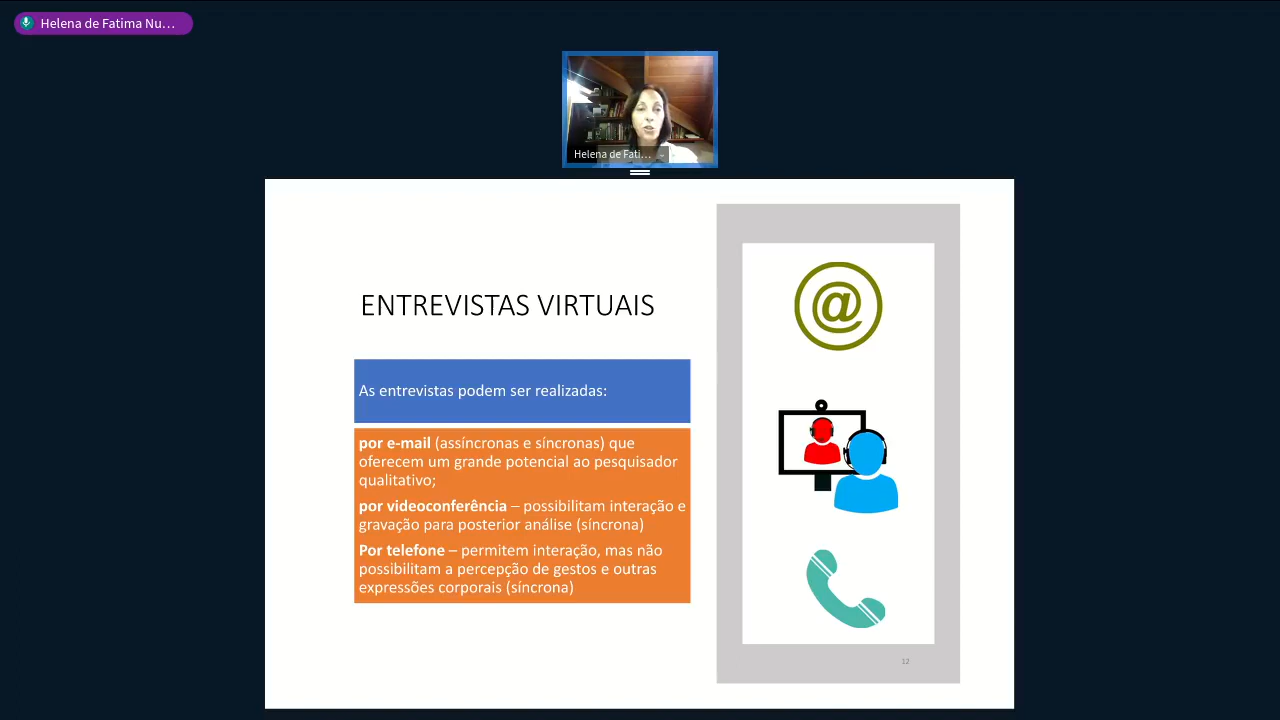 Helena de Fatima Nu...
Helena de Fati...
ENTREVISTAS VIRTUAIS
As entrevistas podem ser realizadas:
por e-mail (assíncronas e síncronas) que
oferecem um grande potencial ao pesquisador
qualitativo;
por videoconferência – possibilitam interação e
gravação para posterior análise (síncrona)
Por telefone – permitem interação, mas não
possibilitam a percepção de gestos e outras
expressões corporais (síncrona)
@
12